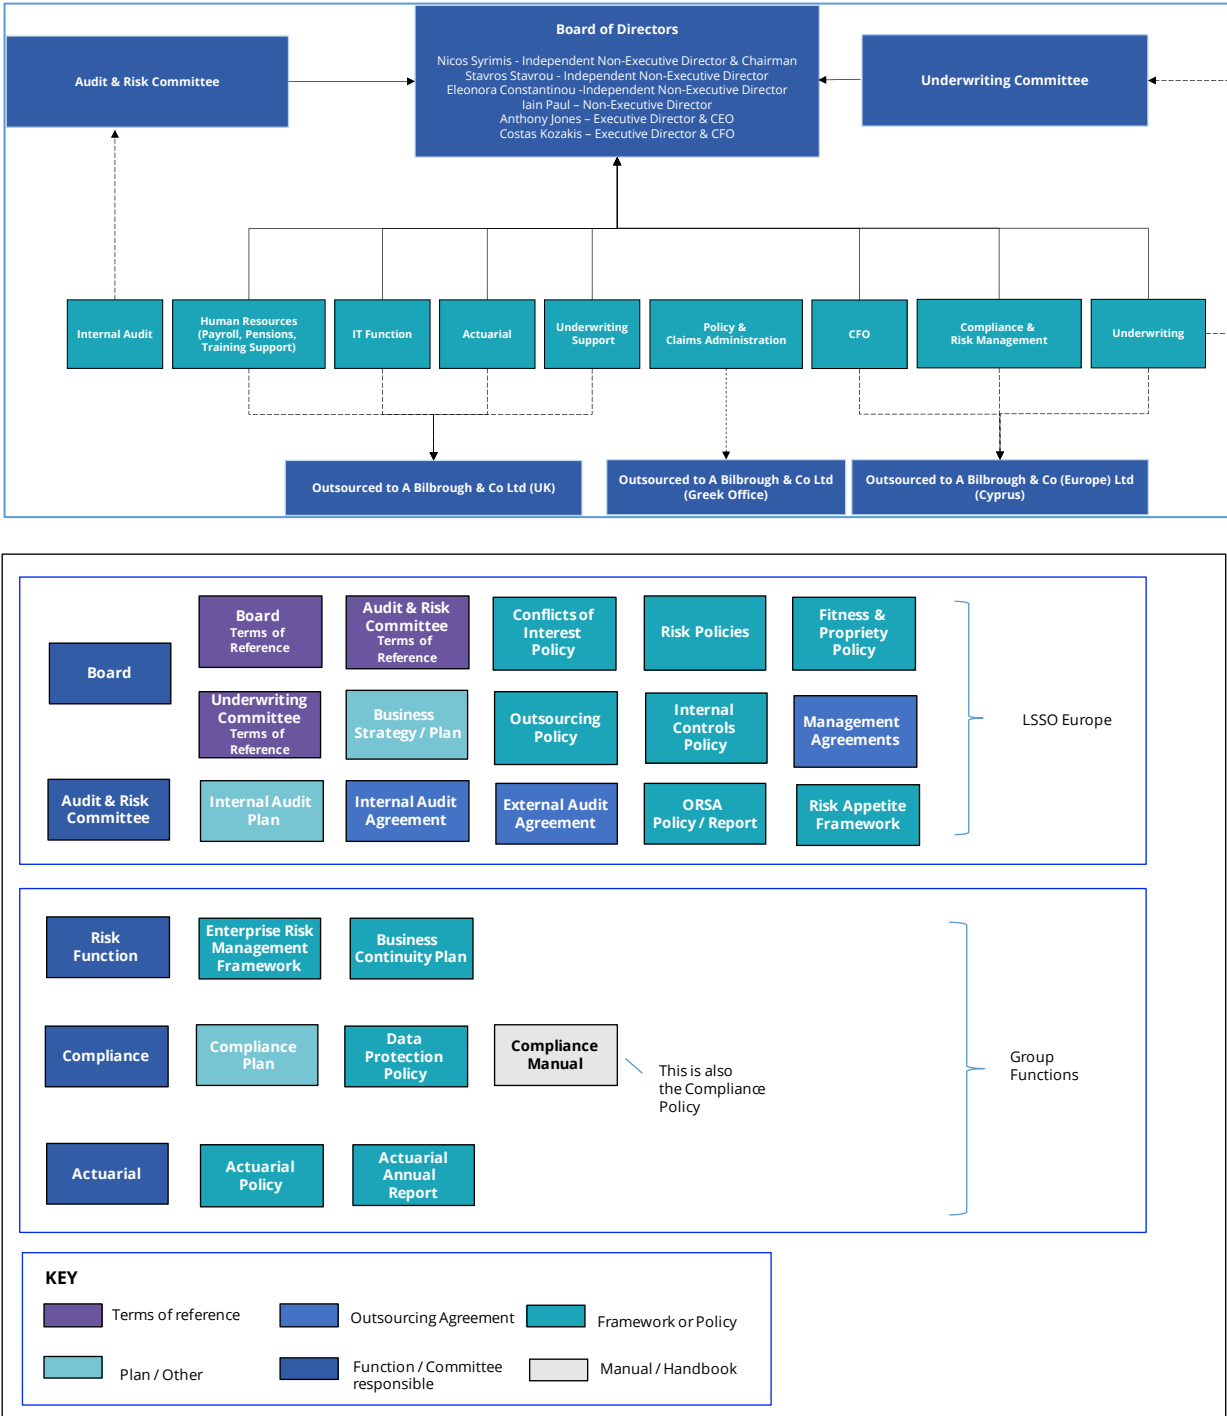 Board of Directors
Nicos Syrimis - Independent Non-Executive Director & Chairman
Stavros Stavrou - Independent Non-Executive Director
Eleonora Constantinou -Independent Non-Executive Director
Iain Paul – Non-Executive Director
Anthony Jones – Executive Director & CEO
Costas Kozakis – Executive Director & CFO
Audit & Risk Committee
Underwriting Committee
Internal Audit
Human Resources
(Payroll, Pensions,
Training Support)
IT Function
Actuarial
Underwriting
Support
Policy &
Claims Administration
CFO
Compliance &
Risk Management
Underwriting
Outsourced to A Bilbrough & Co Ltd (UK)
Outsourced to A Bilbrough & Co Ltd
(Greek Office)
Outsourced to A Bilbrough & Co (Europe) Ltd
(Cyprus)
Board
Board
Terms of
Reference
Audit & Risk
Committee
Terms of
Reference
Conflicts of
Interest
Policy
Risk Policies
Fitness &
Propriety
Policy
Underwriting
Committee
Terms of
Reference
Business
Strategy / Plan
Outsourcing
Policy
Internal
Controls
Policy
Management
Agreements
LSSO Europe
Audit & Risk
Committee
Internal Audit
Plan
Internal Audit
Agreement
External Audit
Agreement
ORSA
Policy / Report
Risk Appetite
Framework
Risk
Function
Enterprise Risk
Management
Framework
Business
Continuity Plan
Compliance
Compliance
Plan
Data
Protection
Policy
Compliance
Manual
This is also
the Compliance
Policy
Group
Functions
Actuarial
Actuarial
Policy
Actuarial
Annual
Report
KEY
Terms of reference
Outsourcing Agreement
Framework or Policy
Plan / Other
Function / Committee
responsible
Manual / Handbook